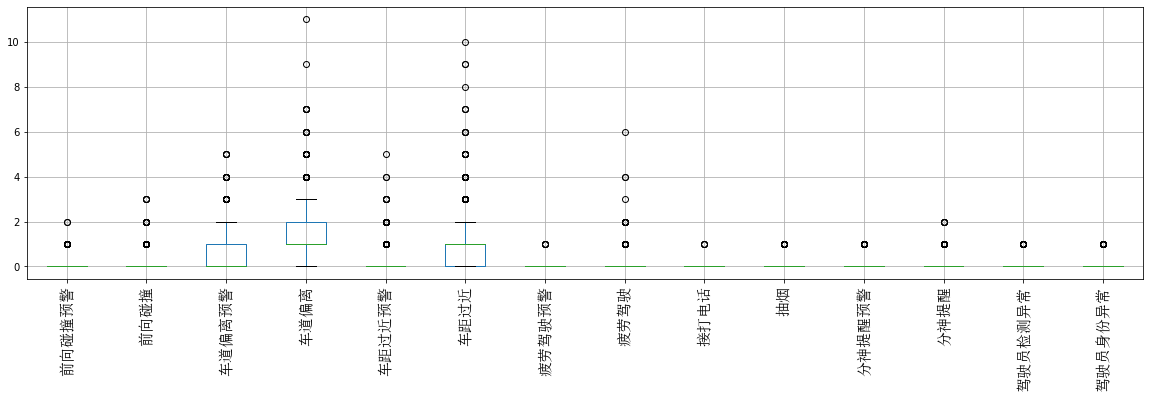 10
8
6
4
2
0
前向碰撞预警
前向碰撞
车道偏离预警
车道偏离
车距过近预警
车距过近
疲劳驾驶预警
疲劳驾驶
接打电话
抽烟
分神提醒预警
分神提醒
驾驶员检测异常
驾驶员身份异常